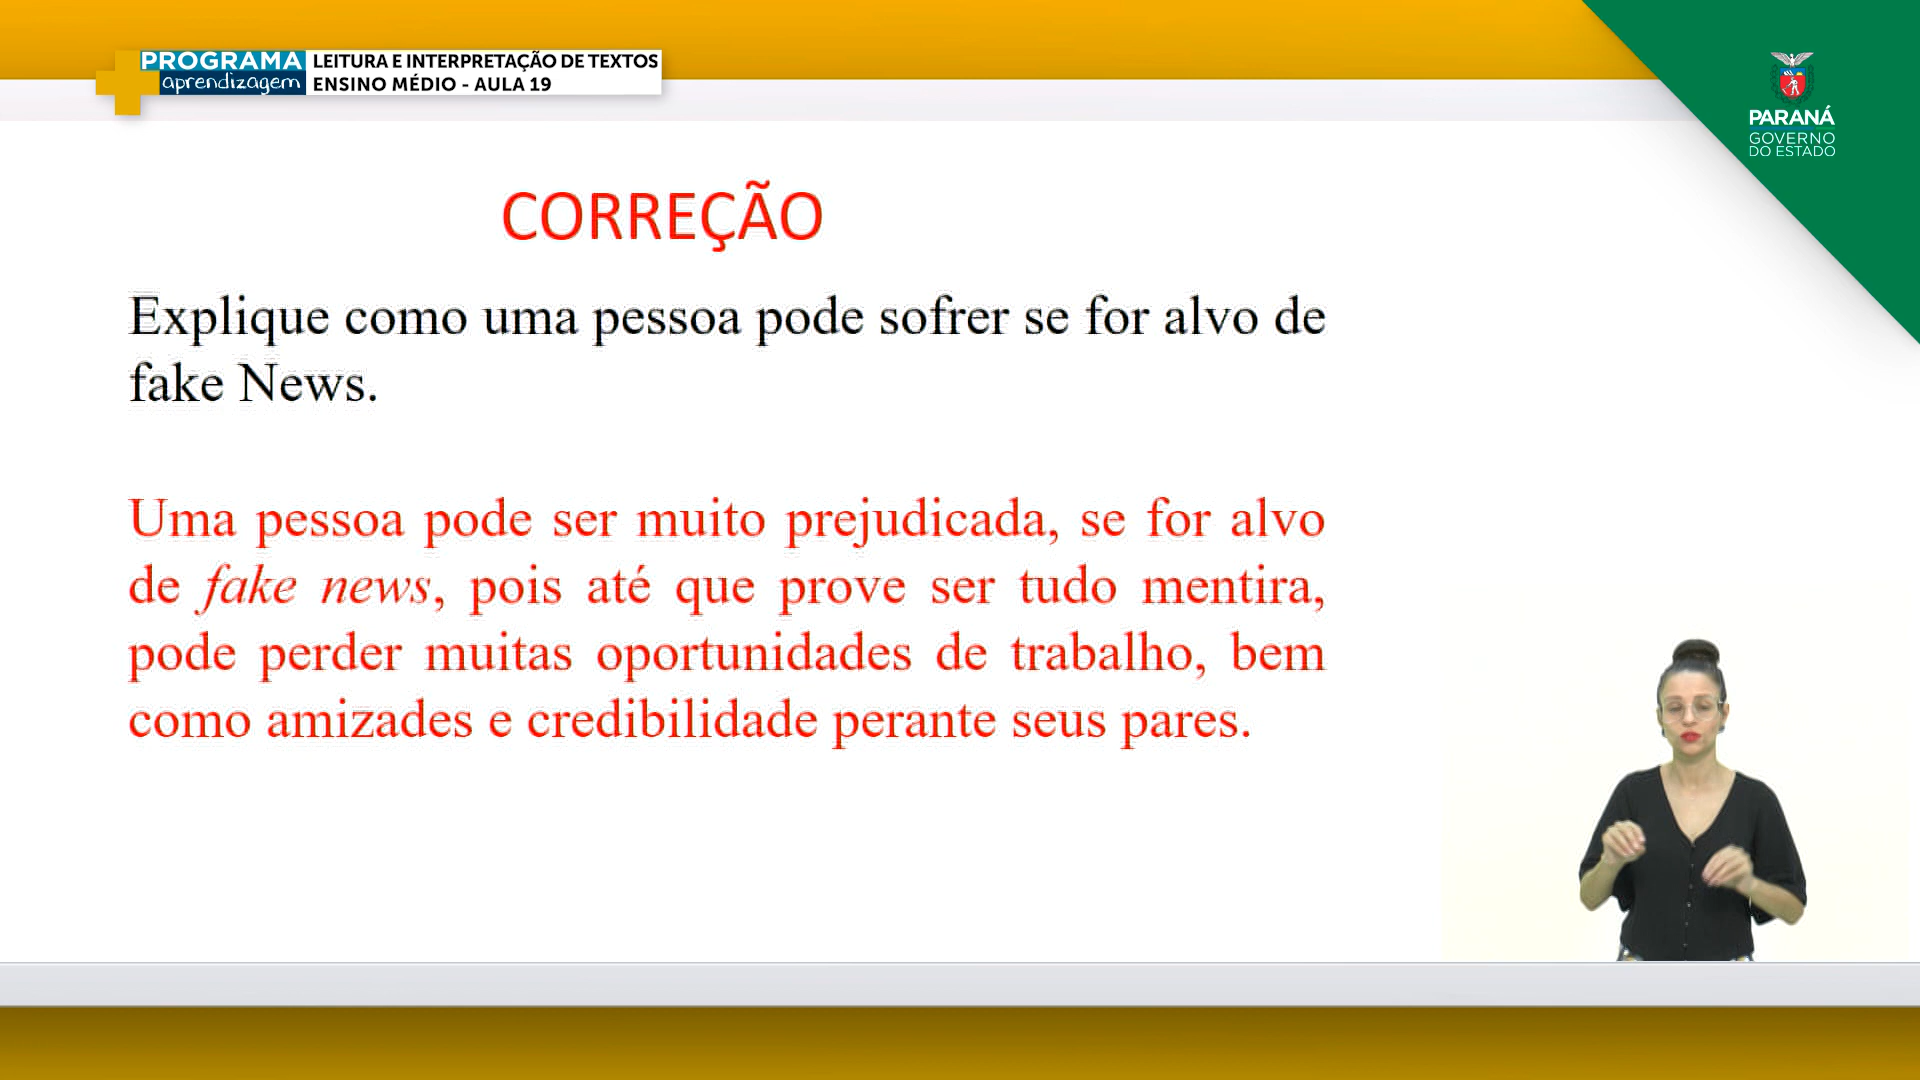 PROGRAMA
aprendizagem
LEITURA E INTERPRETAÇÃO DE TEXTOS
ENSINO MÉDIO - AULA 19
PARANÁ
GOVERNO
DO ESTADO
CORREÇÃO
Explique como uma pessoa pode sofrer se for alvo de
fake News.
Uma pessoa pode ser muito prejudicada, se for alvo
de fake news, pois até que prove ser tudo mentira,
pode perder muitas oportunidades de trabalho, bem
como amizades e credibilidade perante seus pares.